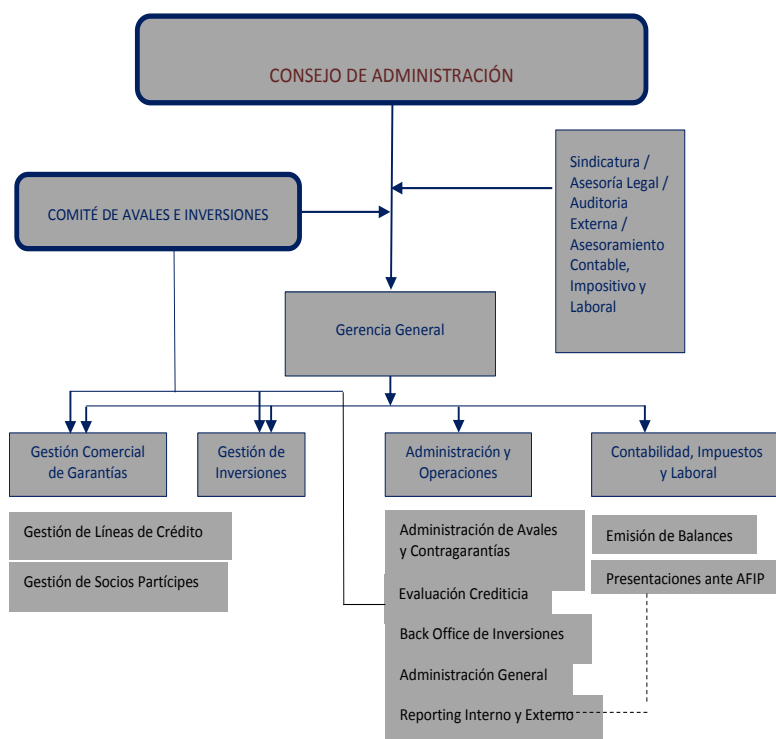 CONSEJO DE ADMINISTRACIÓN
Sindicatura /
Asesoría Legal /
Auditoria
Externa /
Asesoramiento
Contable,
Impositivo y
Laboral
COMITÉ DE AVALES E INVERSIONES
Gerencia General
Gestión Comercial
de Garantías
Gestión de
Inversiones
Administración y
Operaciones
Contabilidad, Impuestos
y Laboral
Gestión de Líneas de Crédito
Gestión de Socios Partícipes
Administración de Avales
y Contragarantías
Evaluación Crediticia
Back Office de Inversiones
Administración General
Reporting Interno y Externo
Emisión de Balances
Presentaciones ante AFIP